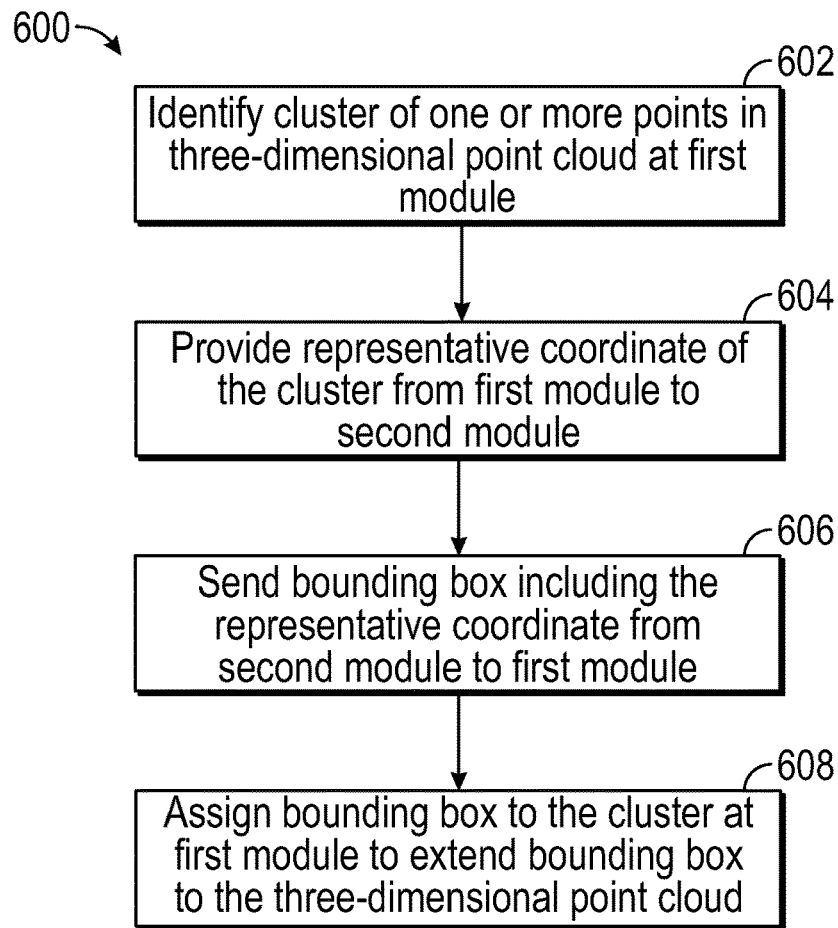 600
602
Identify cluster of one or more points in
three-dimensional point cloud at first
module
604
Provide representative coordinate of
the cluster from first module to
second module
606
Send bounding box including the
representative coordinate from
second module to first module
608
Assign bounding box to the cluster at
first module to extend bounding box
to the three-dimensional point cloud